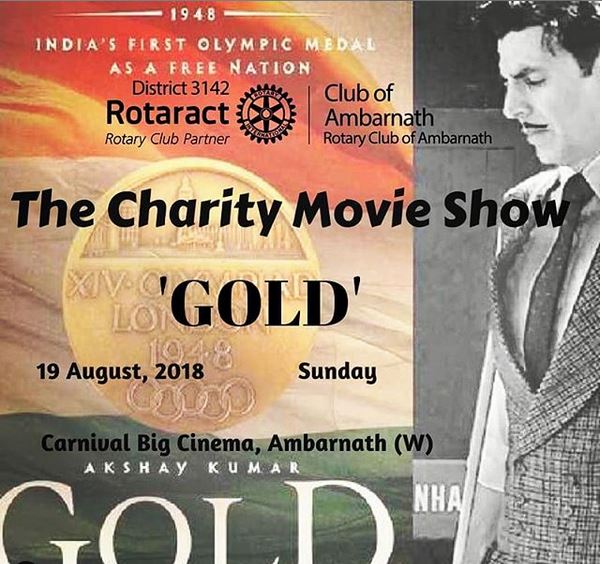 1948
INDIA'S FIRST OLYMPIC MEDAL
AS A FREE NATION
District 3142
Rotaract
Rotary Club Partner
ROTARY
INTERNATIONAL
Club of
Ambarnath
Rotary Club of Ambarnath
The Charity Movie Show
XIV OLYMPIAD
LONDON
1948
'GOLD'
19 August, 2018 Sunday
Carnival Big Cinema, Ambarnath (W)
AKSHAY KUMAR
GOLD
NHA